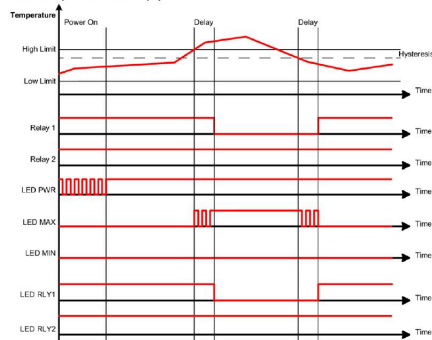 Temperature
Power On
Delay
Delay
High Limit
Hysteresis
Low Limit
Time
Relay 1
Time
Relay 2
Time
LED PWR
Time
LED MAX
Time
LED MIN
Time
LED RLY1
Time
LED RLY2
Time